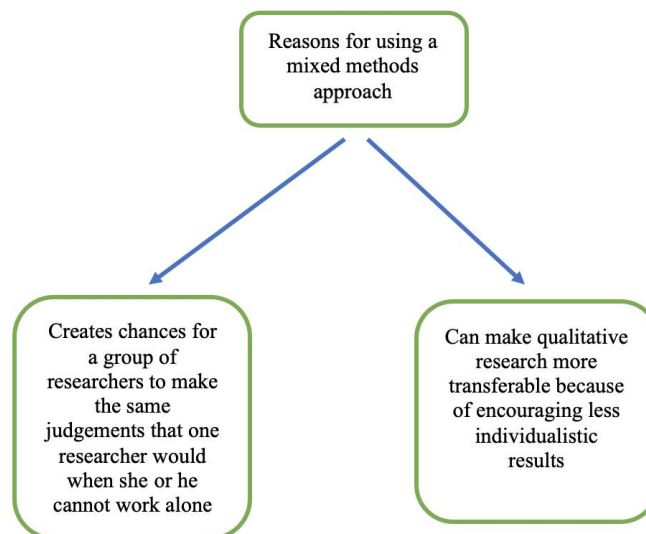 Reasons for using a
mixed methods
approach
Creates chances for
a group of
researchers to make
the same
judgements that one
researcher would
when she or he
cannot work alone
Can make qualitative
research more
transferable because
of encouraging less
individualistic
results